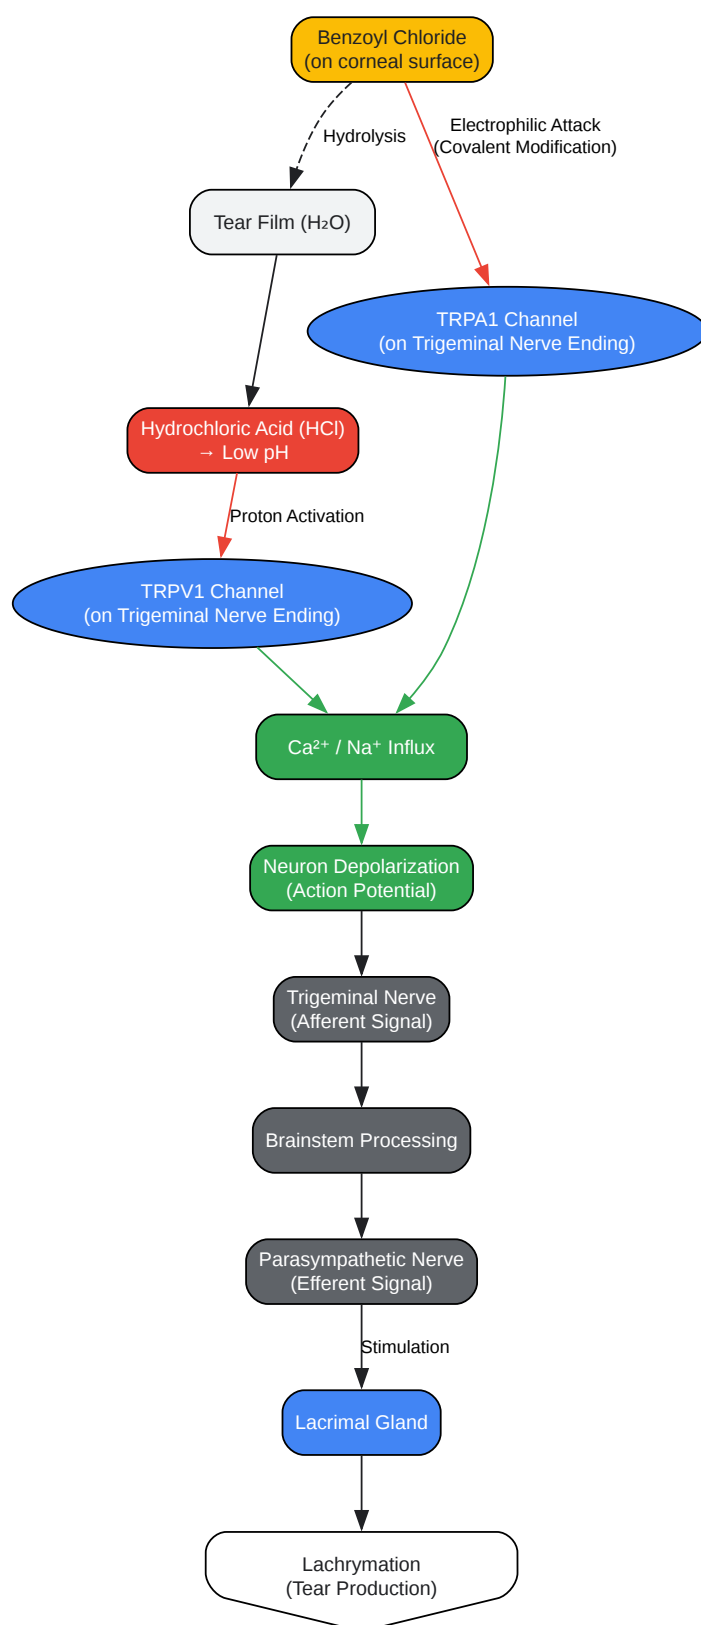 Benzoyl Chloride
(on corneal surface)
Hydrolysis
Electrophilic Attack
(Covalent Modification)
Tear Film (H₂O)
TRPA1 Channel
(on Trigeminal Nerve Ending)
Hydrochloric Acid (HCl)
→ Low pH
Proton Activation
TRPV1 Channel
(on Trigeminal Nerve Ending)
Ca²⁺ / Na⁺ Influx
Neuron Depolarization
(Action Potential)
Trigeminal Nerve
(Afferent Signal)
Brainstem Processing
Parasympathetic Nerve
(Efferent Signal)
Stimulation
Lacrimal Gland
Lachrymation
(Tear Production)